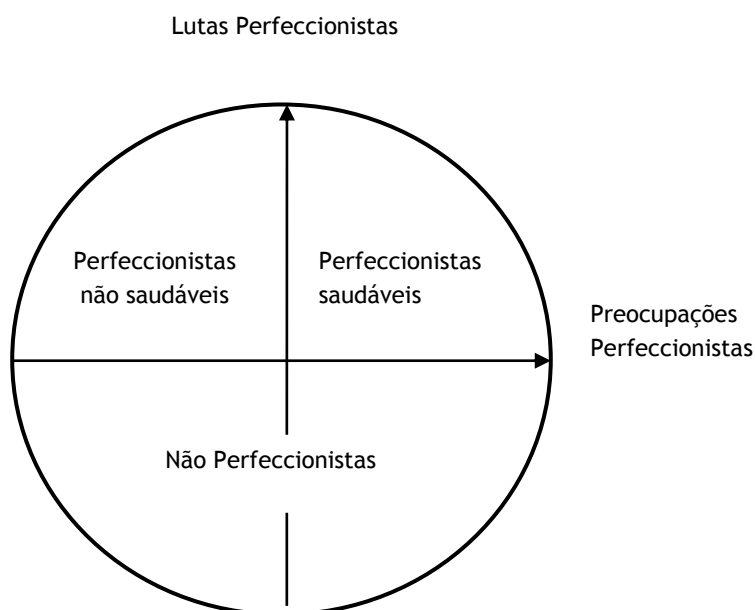 Lutas Perfeccionistas
Perfeccionistas
não saudáveis
Perfeccionistas
saudáveis
Preocupações
Perfeccionistas
Não Perfeccionistas